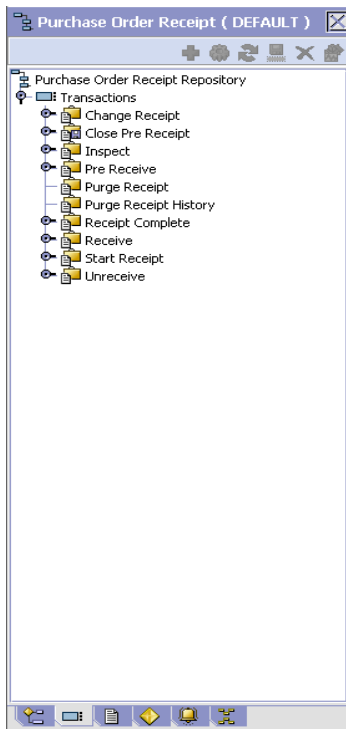 Purchase Order Receipt ( DEFAULT )
Purchase Order Receipt Repository
Transactions
Change Receipt
Close Pre Receipt
Inspect
Pre Receive
Purge Receipt
Purge Receipt History
Receipt Complete
Receive
Start Receipt
Unreceive